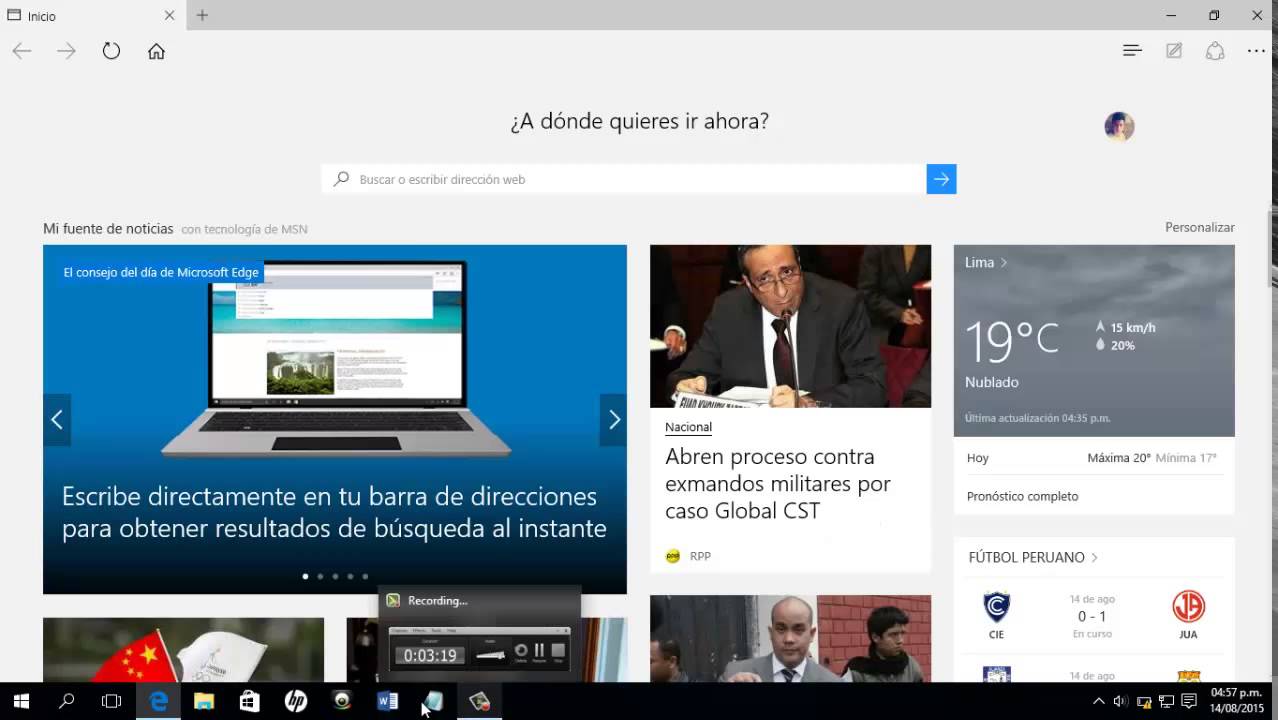 Inicio
¿A dónde quieres ir ahora?
Buscar o escribir dirección web
Mi fuente de noticias con tecnología de MSN
Personalizar
El consejo del día de Microsoft Edge
Escribe directamente en tu barra de direcciones
para obtener resultados de búsqueda al instante
Nacional
Abren proceso contra
exmandos militares por
caso Global CST
RPP
Lima
19°C
15 km/h
20%
Nublado
Última actualización 04:35 p.m.
Hoy Máxima 20° Mínima 17°
Pronóstico completo
FÚTBOL PERUANO
14 de ago
0 - 1
En curso
CIE
JUA
14 de ago
Recording...
0:03:19
04:57 p.m.
14/08/2015